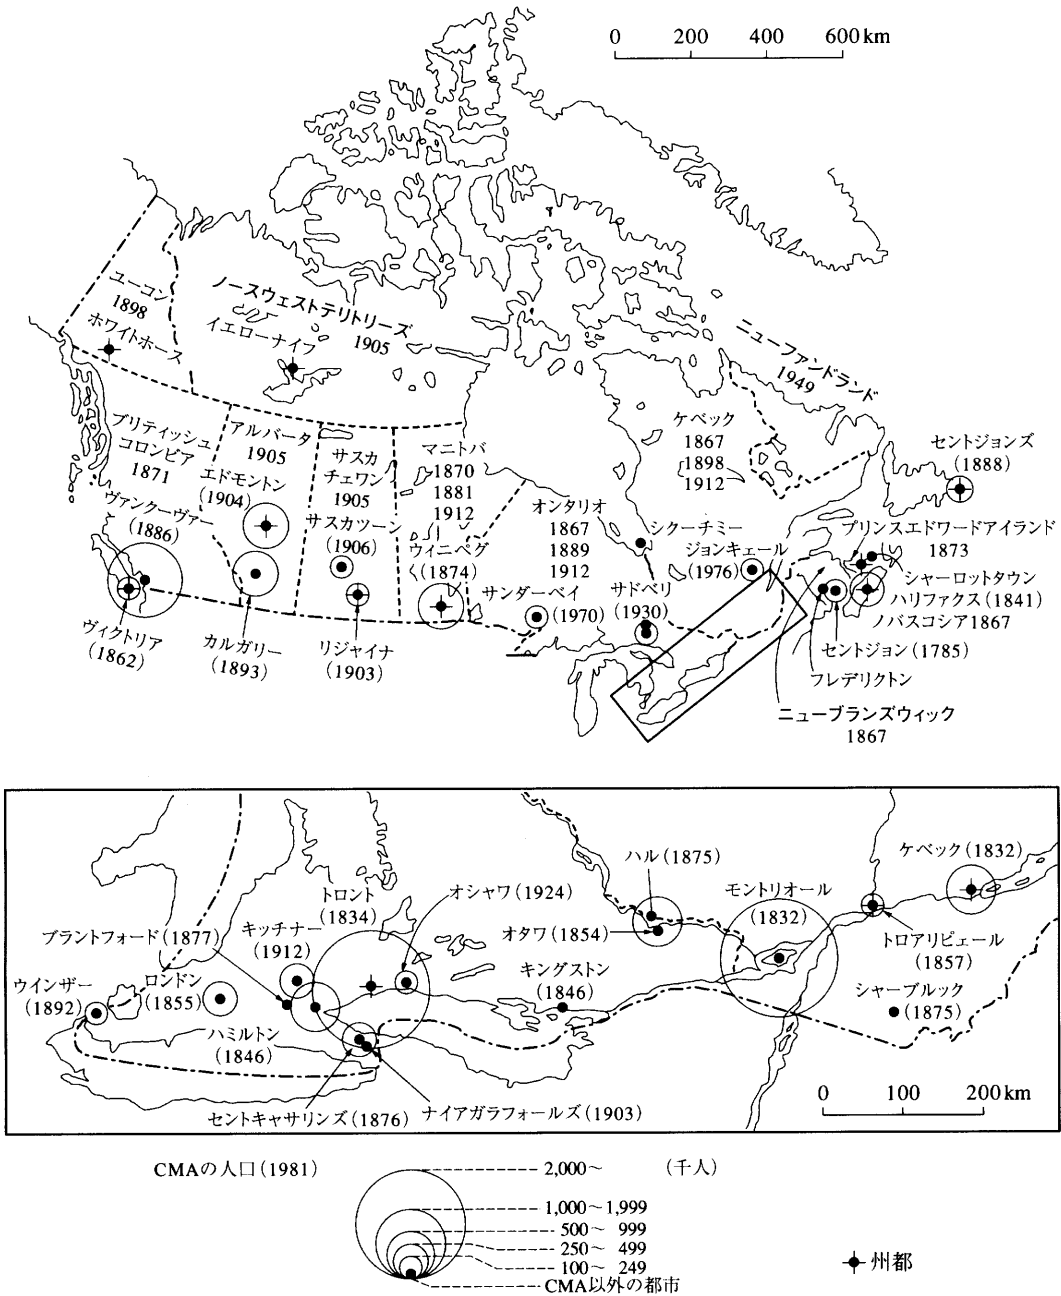 0 200 400 600 km
ユーコン
1898
ホワイトホース
ノースウェストテリトリーズ
1905
イエローナイフ
ニューファンドランド
1949
ブリティッシュ
コロンビア
1871
アルバータ
1905
エドモントン
(1904)
サスカ
チェワン
1905
サスカツーン
(1906)
マニトバ
1870
1881
1912
ウィニペグ
(1874)
オンタリオ
1867
1889
1912
ケベック
1867
1898
1912
セントジョンズ
(1888)
ヴァンクーヴァー
(1886)
ヴィクトリア
(1862)
カルガリー
(1893)
リジャイナ
(1903)
サンダーベイ
(1970)
サドベリ
(1930)
シクーチミー
ジョンキェール
(1976)
プリンスエドワードアイランド
1873
シャーロットタウン
ハリファクス(1841)
ノバスコシア1867
セントジョン(1785)
フレデリクトン
ニューブランズウィック
1867
ハル(1875)
ケベック(1832)
トロント
(1834)
オシャワ(1924)
モントリオール
(1832)
ブラントフォード(1877)
キッチナー
(1912)
オタワ(1854)
トロアリピェール
(1857)
ウインザー
(1892)
ロンドン
(1855)
キングストン
(1846)
シャーブルック
(1875)
ハミルトン
(1846)
セントキャサリンズ(1876)
ナイアガラフォールズ(1903)
0 100 200 km
CMAの人口(1981)
2,000〜 (千人)
1,000〜1,999
500〜 999
250〜 499
100〜 249
CMA以外の都市
州都